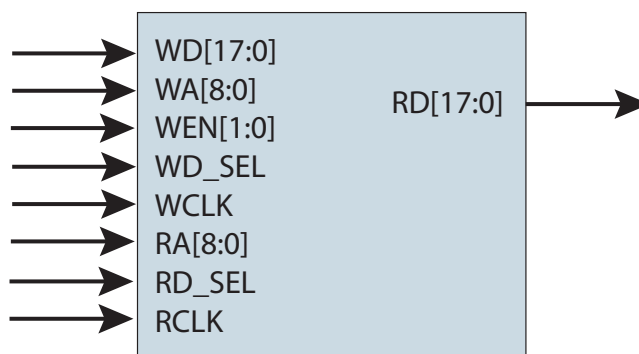 WD[17:0]
WA[8:0]
RD[17:0]
WEN[1:0]
WD_SEL
WCLK
RA[8:0]
RD_SEL
RCLK